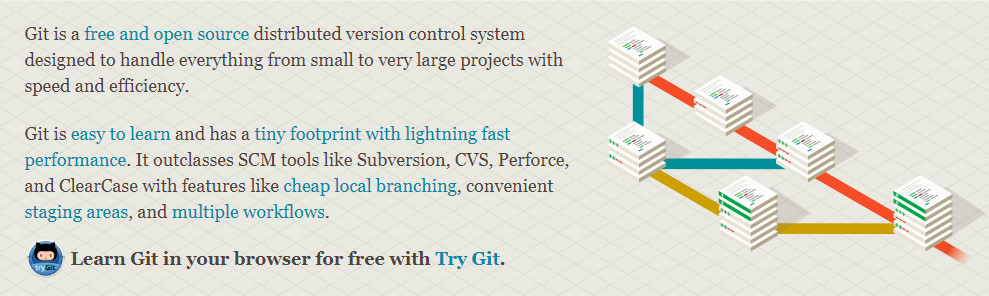 Git is a free and open source distributed version control system
designed to handle everything from small to very large projects with
speed and efficiency.
Git is easy to learn and has a tiny footprint with lightning fast
performance. It outclasses SCM tools like Subversion, CVS, Perforce,
and ClearCase with features like cheap local branching, convenient
staging areas, and multiple workflows.
tryGit
Learn Git in your browser for free with Try Git.